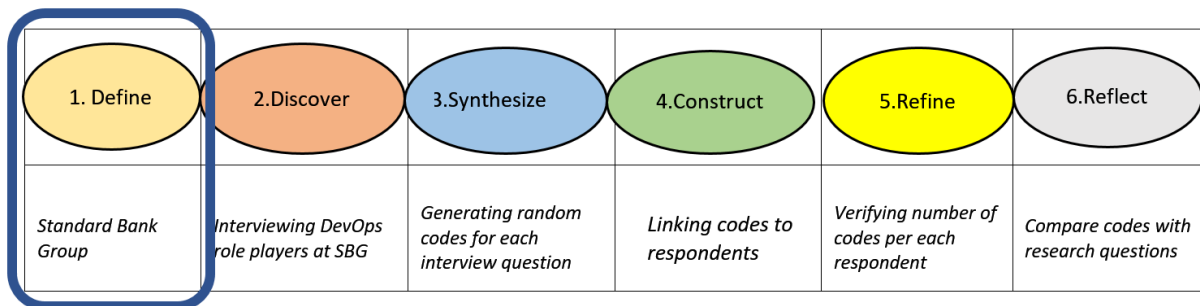 1. Define
2.Discover
3.Synthesize
4.Construct
5.Refine
6.Reflect
Standard Bank
Group
Interviewing DevOps
role players at SBG
Generating random
codes for each
interview question
Linking codes to
respondents
Verifying number of
codes per each
respondent
Compare codes with
research questions